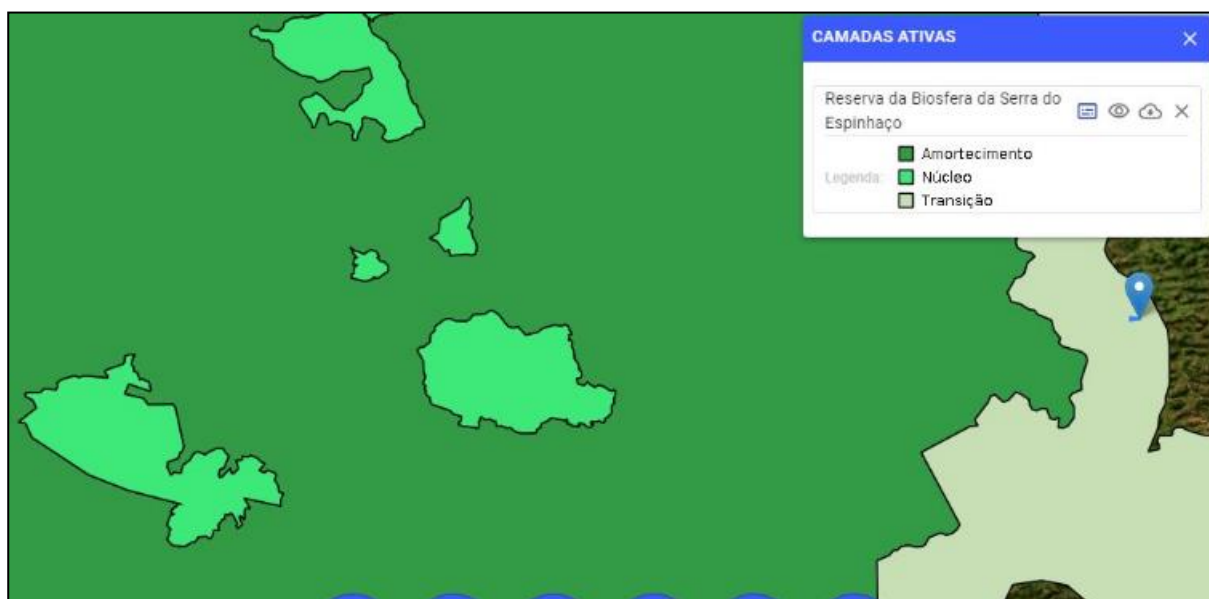 CAMADAS ATIVAS
Reserva da Biosfera da Serra do
Espinhaço
Amortecimento
Legenda:
Núcleo
Transição